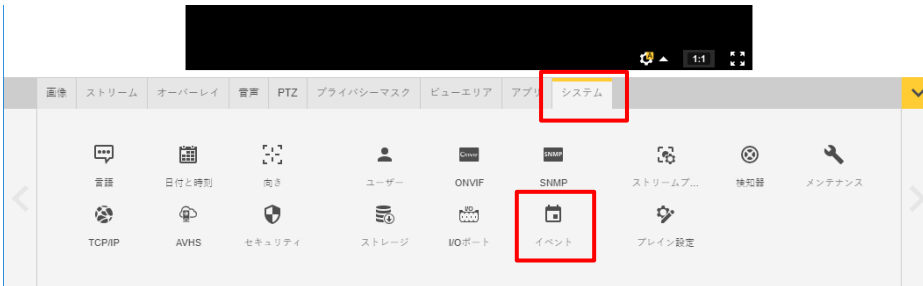 1:1
画像 ストリーム オーバーレイ 音声 PTZ プライバシーマスク ビューエリア アプリ システム
言語 日付と時刻 向き ユーザー ONVIF SNMP ストリームプ... 検知器 メンテナンス
TCP/IP AVHS セキュリティ ストレージ I/Oポート イベント プレイン設定